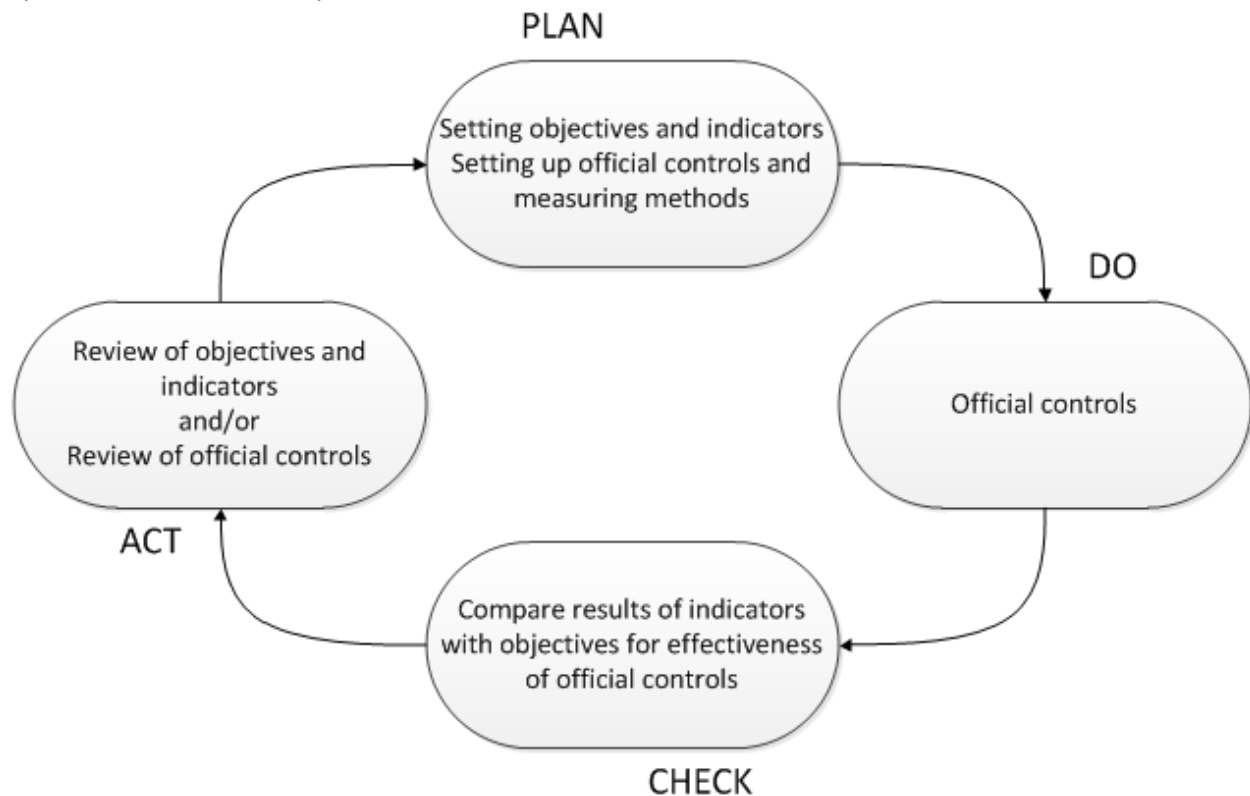 PLAN
Setting objectives and indicators
Setting up official controls and
measuring methods
DO
Official controls
Review of objectives and
indicators
and/or
Review of official controls
ACT
Compare results of indicators
with objectives for effectiveness
of official controls
CHECK